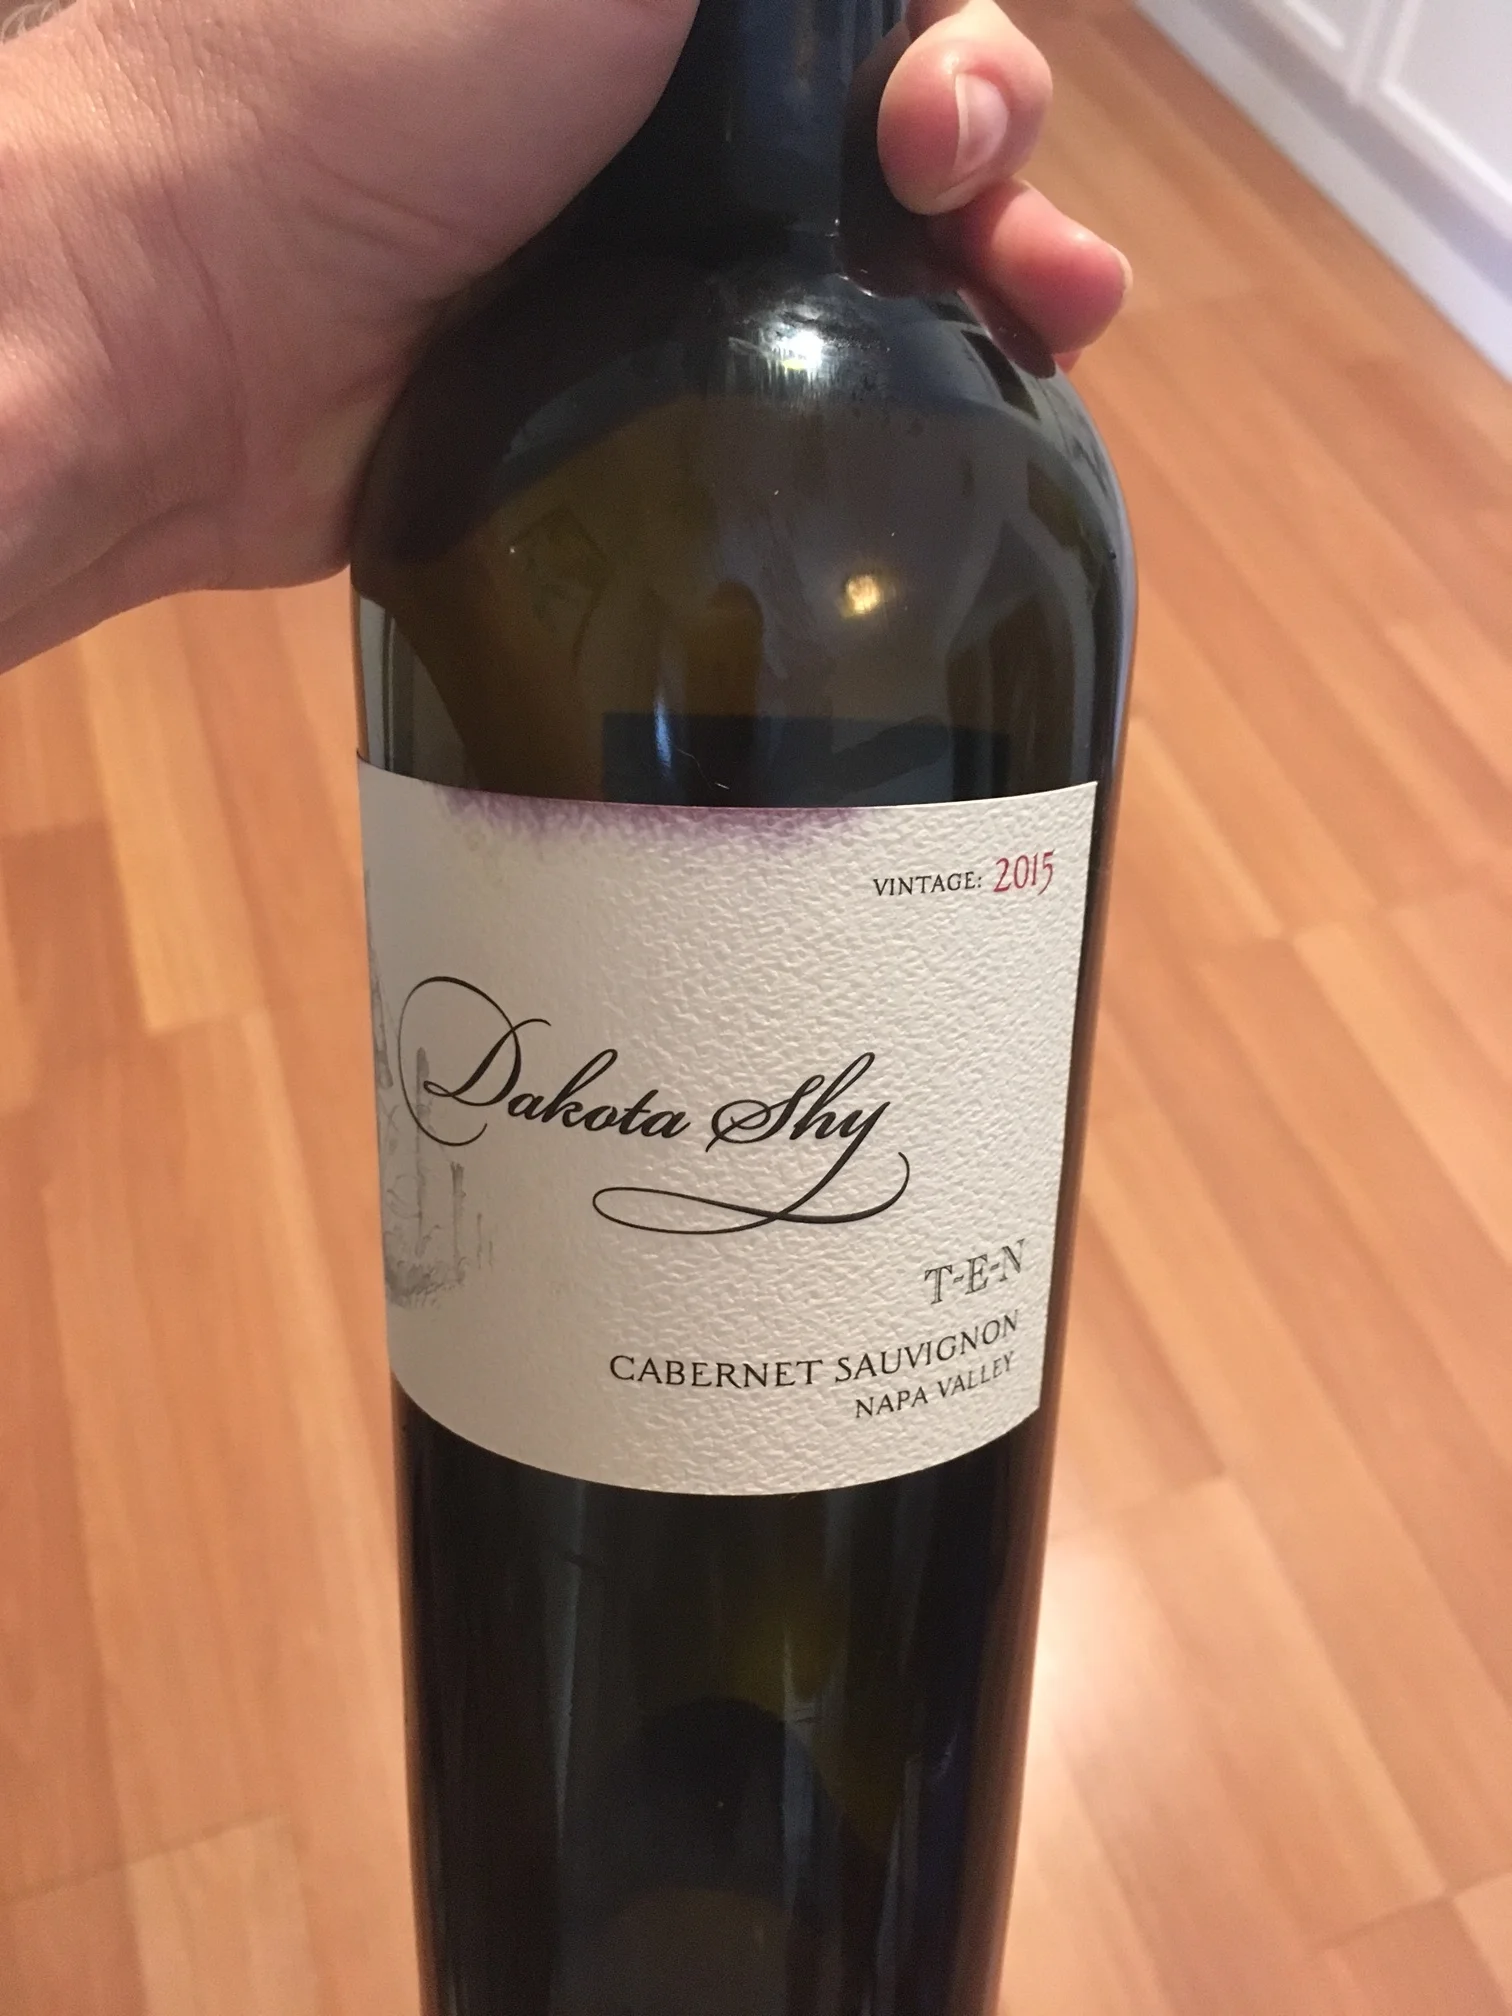 VINTAGE: 2015
Dakota Shy
T-E-N
CABERNET SAUVIGNON
NAPA VALLEY